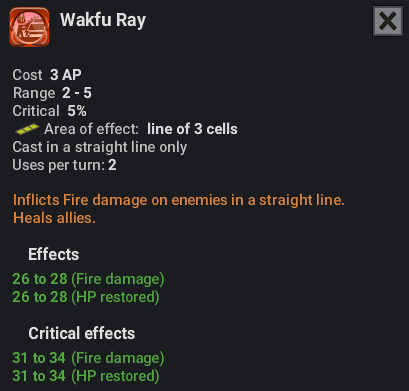 Wakfu Ray
Cost 3 AP
Range 2 - 5
Critical 5%
Area of effect: line of 3 cells
Cast in a straight line only
Uses per turn: 2
Inflicts Fire damage on enemies in a straight line.
Heals allies.
Effects
26 to 28 (Fire damage)
26 to 28 (HP restored)
Critical effects
31 to 34 (Fire damage)
31 to 34 (HP restored)